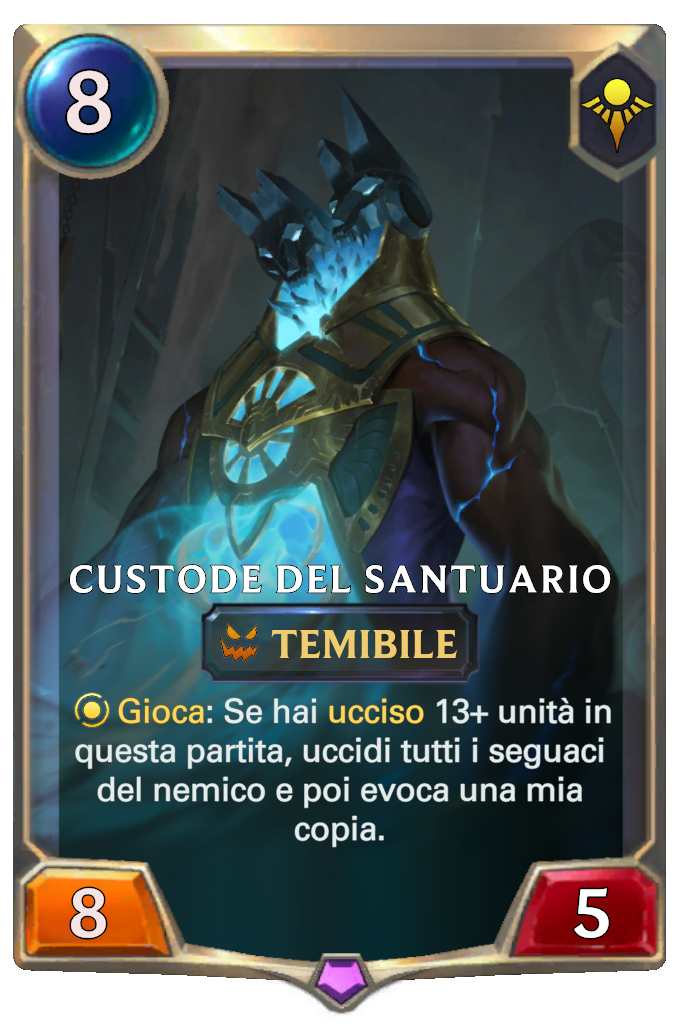 8
CUSTODE DEL SANTUARIO
TEMIBILE
Gioca: Se hai ucciso 13+ unità in
questa partita, uccidi tutti i seguaci
del nemico e poi evoca una mia
copia.
8
5